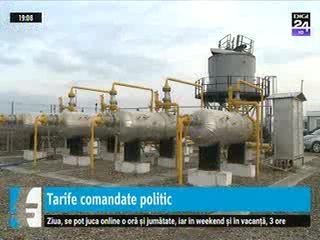 19:08
DIGI
24
HD
Tarife comandate politic
Ziua, se pot juca online o oră și jumătate, iar în weekend și în vacanță, 3 ore